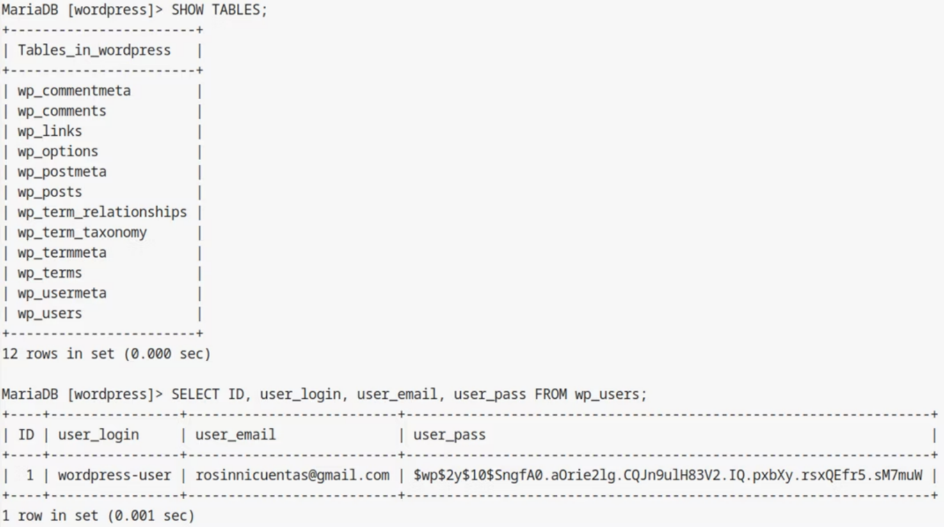 MariaDB [wordpress]> SHOW TABLES;
+-----------------------+
| Tables_in_wordpress   |
+-----------------------+
| wp_commentmeta        |
| wp_comments           |
| wp_links              |
| wp_options            |
| wp_postmeta           |
| wp_posts              |
| wp_term_relationships |
| wp_term_taxonomy      |
| wp_termmeta           |
| wp_terms              |
| wp_usermeta           |
| wp_users              |
+-----------------------+
12 rows in set (0.000 sec)
MariaDB [wordpress]> SELECT ID, user_login, user_email, user_pass FROM wp_users;
+----+----------------+-------------------------+-----------------------------------------------------------------+
| ID | user_login     | user_email              | user_pass                                                       |
+----+----------------+-------------------------+-----------------------------------------------------------------+
| 1 | wordpress-user | rosinnicuentas@gmail.com | $wp$2y$10$SngfA0.aOrie2lg.CQJn9ulH83V2.IQ.pxbXy.rsxQEfr5.sM7muW |
+----+----------------+-------------------------+-----------------------------------------------------------------+
1 row in set (0.001 sec)